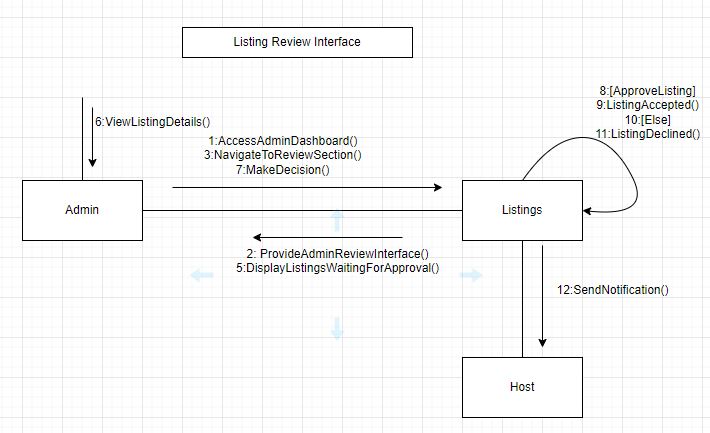 Listing Review Interface
8:[ApproveListing]
9:ListingAccepted()
10:[Else]
11:ListingDeclined()
6:ViewListingDetails()
1:AccessAdminDashboard()
3:NavigateToReviewSection()
7:MakeDecision()
Admin
Listings
2: ProvideAdminReviewInterface()
5:DisplayListingsWaitingForApproval()
12:SendNotification()
Host